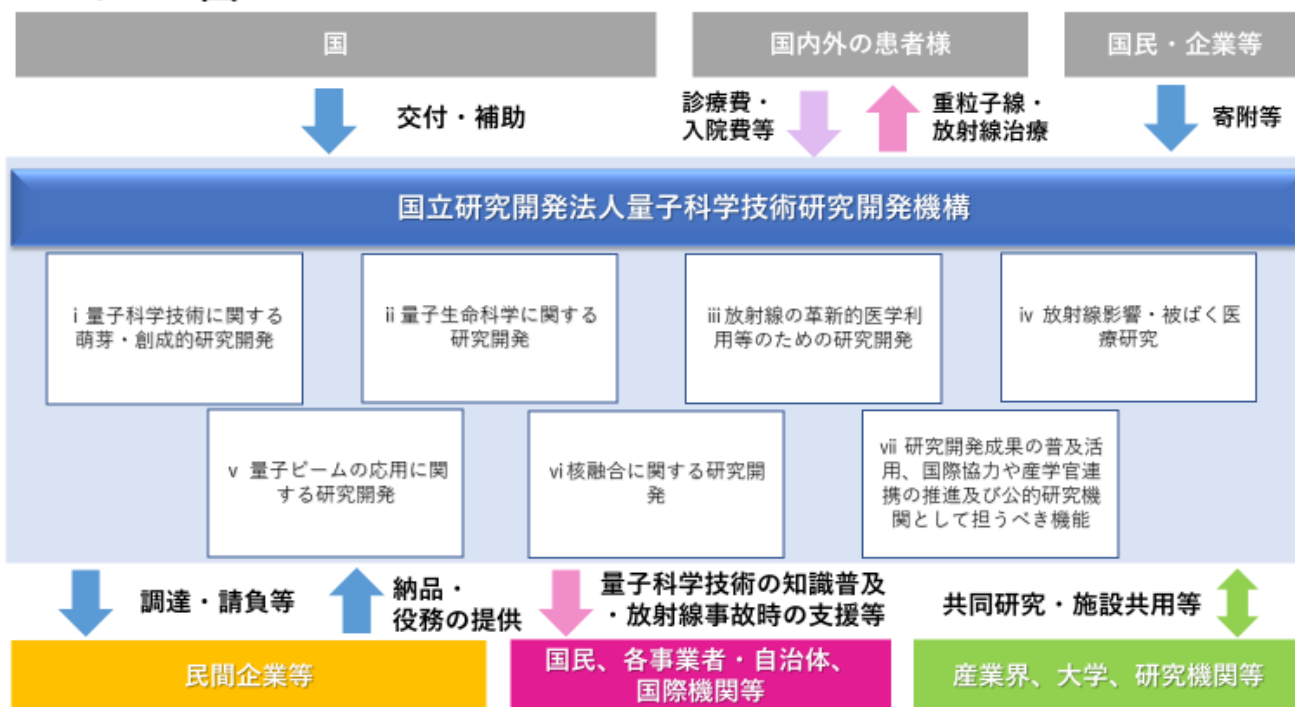 国
国内外の患者様
国民・企業等
交付・補助
診療費・
入院費等
重粒子線・
放射線治療
寄附等
国立研究開発法人量子科学技術研究開発機構
ⅰ 量子科学技術に関する
萌芽・創成的研究開発
ⅱ 量子生命科学に関する
研究開発
ⅲ 放射線の革新的医学利
用等のための研究開発
ⅳ 放射線影響・被ばく医
療研究
ⅴ 量子ビームの応用に関
する研究開発
ⅵ 核融合に関する研究開
発
ⅶ 研究開発成果の普及活
用、国際協力や産学官連
携の推進及び公的研究機
関として担うべき機能
調達・請負等
納品・
役務の提供
量子科学技術の知識普及
・放射線事故時の支援等
共同研究・施設共用等
民間企業等
国民、各事業者・自治体、
国際機関等
産業界、大学、研究機関等